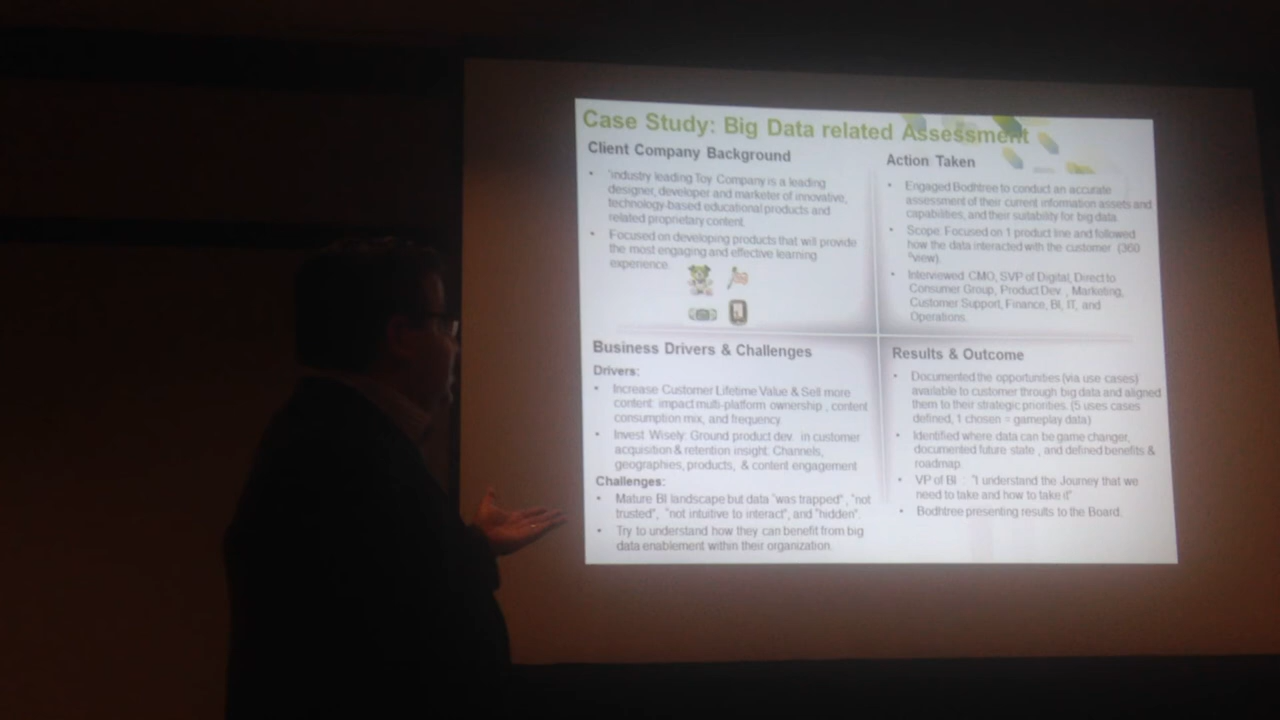 Case Study: Big Data related Assessment
Client Company Background
• 'industry leading Toy Company is a leading
designer, developer and marketer of innovative,
technology-based educational products and
related proprietary content.
• Focused on developing products that will provide
the most engaging and effective learning
experience.
Action Taken
• Engaged Bodhtree to conduct an accurate
assessment of their current information assets and
capabilities, and their suitability for big data.
• Scope: Focused on 1 product line and followed
how the data interacted with the customer (360
°view).
• Interviewed CMO, SVP of Digital, Direct to
Consumer Group, Product Dev., Marketing,
Customer Support, Finance, BI, IT, and
Operations.
Business Drivers & Challenges
Drivers:
• Increase Customer Lifetime Value & Sell more
content: impact multi-platform ownership , content
consumption mix, and frequency
• Invest Wisely: Ground product dev. in customer
acquisition & retention insight: Channels,
geographies, products, & content engagement
Challenges:
• Mature BI landscape but data "was trapped", "not
trusted", "not intuitive to interact", and "hidden".
• Try to understand how they can benefit from big
data enablement within their organization.
Results & Outcome
• Documented the opportunities (via use-cases)
available to customer through big data and aligned
them to their strategic priorities. (5 uses cases
defined, 1 chosen = gameplay data)
• Identified where data can be game changer,
documented future state , and defined benefits &
roadmap.
• VP of BI : "I understand the Journey that we
need to take and how to take it"
• Bodhtree presenting results to the Board.